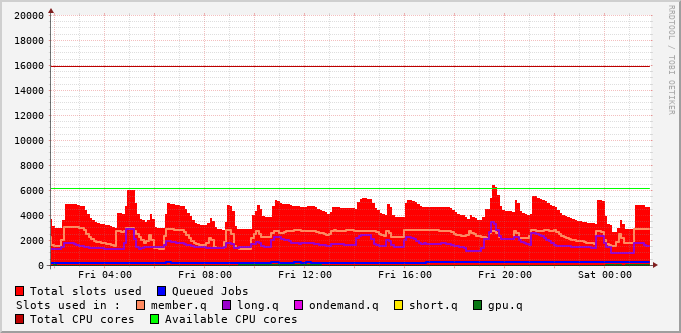 RRDTOOL / TOBI OETIKER
20000
18000
16000
14000
12000
10000
8000
6000
4000
2000
0
Fri 04:00 Fri 08:00 Fri 12:00 Fri 16:00 Fri 20:00 Sat 00:00
Total slots used Queued Jobs
Slots used in : member.q long.q ondemand.q short.q gpu.q
Total CPU cores Available CPU cores